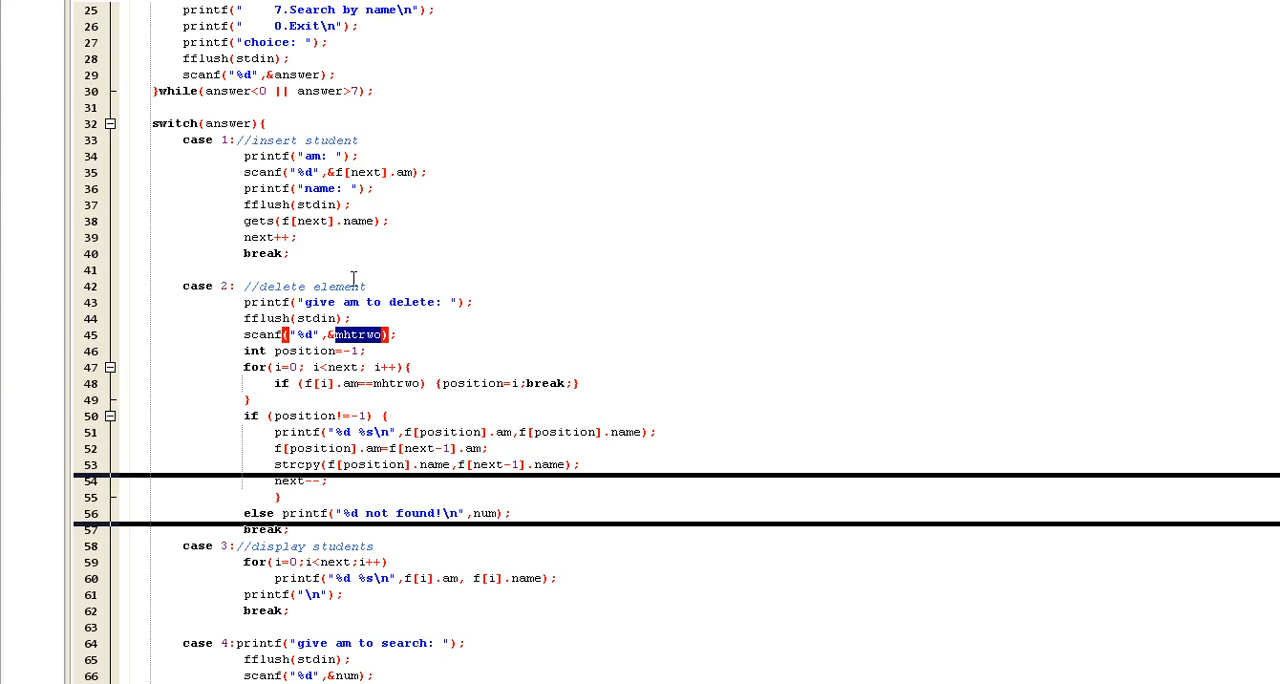 25 printf("    7.Search by name\n");
26 printf("    0.Exit\n");
27 printf("choice: ");
28 fflush(stdin);
29 scanf("%d",&answer);
30 }while(answer<0 || answer>7);
31
32 switch(answer){
33 case 1://insert student
34 printf("am: ");
35 scanf("%d",&f[next].am);
36 printf("name: ");
37 fflush(stdin);
38 gets(f[next].name);
39 next++;
40 break;
41
42 case 2: //delete element
43 printf("give am to delete: ");
44 fflush(stdin);
45 scanf("%d",&mhtrwo);
46 int position=-1;
47 for(i=0; i<next; i++){
48 if (f[i].am==mhtrwo) {position=i;break;}
49 }
50 if (position!=-1) {
51 printf("%d %s\n",f[position].am,f[position].name);
52 f[position].am=f[next-1].am;
53 strcpy(f[position].name,f[next-1].name);
54 next--;
55 }
56 else printf("%d not found!\n",num);
57 break;
58 case 3://display students
59 for(i=0;i<next;i++)
60 printf("%d %s\n",f[i].am, f[i].name);
61 printf("\n");
62 break;
63
64 case 4:printf("give am to search: ");
65 fflush(stdin);
66 scanf("%d",&num);